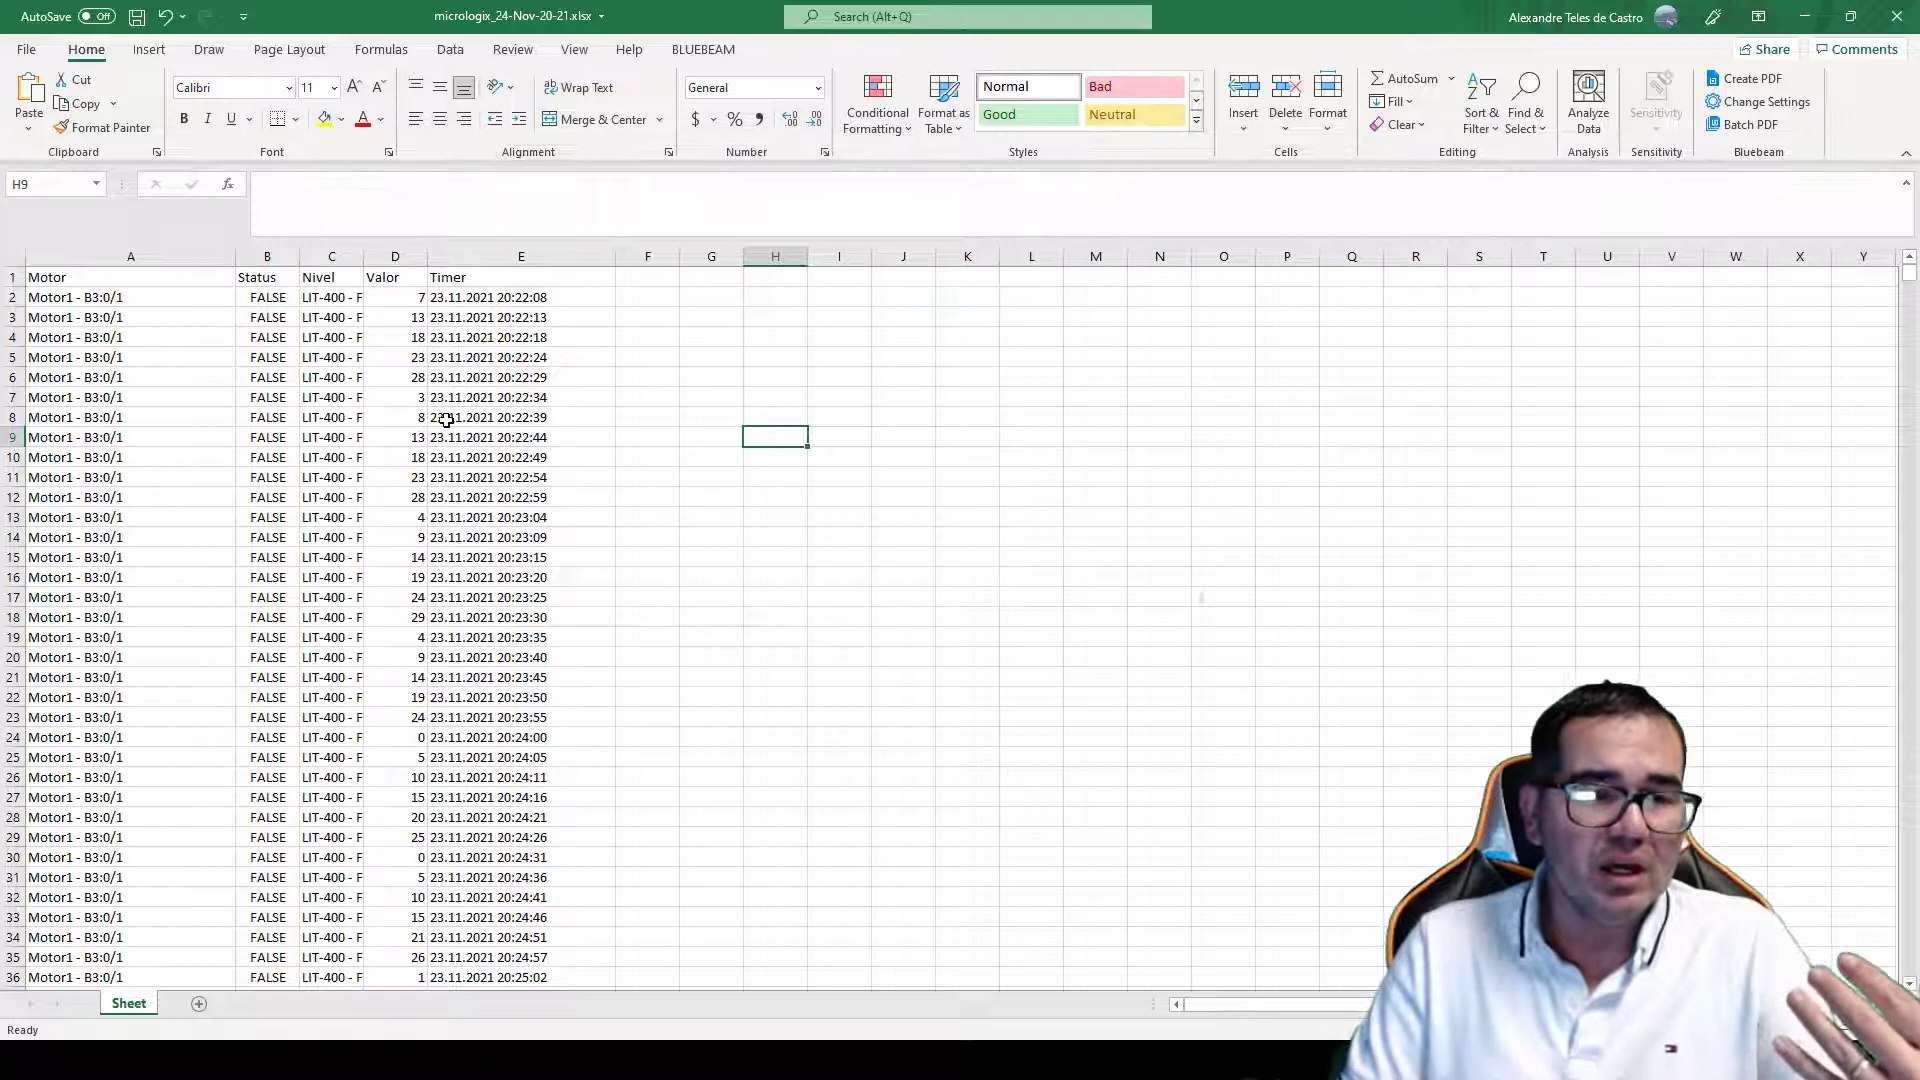 AutoSave Off micrologix_24-Nov-20-21.xlsx Search (Alt+Q) Alexandre Teles de Castro
File Home Insert Draw Page Layout Formulas Data Review View Help BLUEBEAM Share Comments
Paste Cut Copy Format Painter
Calibri 11 A A B I U A
Wrap Text Merge & Center
General $ %
Conditional Formatting Format as Table Normal Bad Good Neutral
Insert Delete Format
AutoSum Fill Clear Sort & Filter Find & Select
Analyze Data Sensitivity
Create PDF Change Settings Batch PDF
Clipboard Font Alignment Number Styles Cells Editing Analysis Sensitivity Bluebeam
H9 fx
A B C D E F G H I J K L M N O P Q R S T U V W X Y
1 Motor Status Nivel Valor Timer
2 Motor1 - B3:0/1 FALSE LIT-400 - F 7 23.11.2021 20:22:08
3 Motor1 - B3:0/1 FALSE LIT-400 - F 13 23.11.2021 20:22:13
4 Motor1 - B3:0/1 FALSE LIT-400 - F 18 23.11.2021 20:22:18
5 Motor1 - B3:0/1 FALSE LIT-400 - F 23 23.11.2021 20:22:24
6 Motor1 - B3:0/1 FALSE LIT-400 - F 28 23.11.2021 20:22:29
7 Motor1 - B3:0/1 FALSE LIT-400 - F 3 23.11.2021 20:22:34
8 Motor1 - B3:0/1 FALSE LIT-400 - F 8 23.11.2021 20:22:39
9 Motor1 - B3:0/1 FALSE LIT-400 - F 13 23.11.2021 20:22:44
10 Motor1 - B3:0/1 FALSE LIT-400 - F 18 23.11.2021 20:22:49
11 Motor1 - B3:0/1 FALSE LIT-400 - F 23 23.11.2021 20:22:54
12 Motor1 - B3:0/1 FALSE LIT-400 - F 28 23.11.2021 20:22:59
13 Motor1 - B3:0/1 FALSE LIT-400 - F 4 23.11.2021 20:23:04
14 Motor1 - B3:0/1 FALSE LIT-400 - F 9 23.11.2021 20:23:09
15 Motor1 - B3:0/1 FALSE LIT-400 - F 14 23.11.2021 20:23:15
16 Motor1 - B3:0/1 FALSE LIT-400 - F 19 23.11.2021 20:23:20
17 Motor1 - B3:0/1 FALSE LIT-400 - F 24 23.11.2021 20:23:25
18 Motor1 - B3:0/1 FALSE LIT-400 - F 29 23.11.2021 20:23:30
19 Motor1 - B3:0/1 FALSE LIT-400 - F 4 23.11.2021 20:23:35
20 Motor1 - B3:0/1 FALSE LIT-400 - F 9 23.11.2021 20:23:40
21 Motor1 - B3:0/1 FALSE LIT-400 - F 14 23.11.2021 20:23:45
22 Motor1 - B3:0/1 FALSE LIT-400 - F 19 23.11.2021 20:23:50
23 Motor1 - B3:0/1 FALSE LIT-400 - F 24 23.11.2021 20:23:55
24 Motor1 - B3:0/1 FALSE LIT-400 - F 0 23.11.2021 20:24:00
25 Motor1 - B3:0/1 FALSE LIT-400 - F 5 23.11.2021 20:24:05
26 Motor1 - B3:0/1 FALSE LIT-400 - F 10 23.11.2021 20:24:11
27 Motor1 - B3:0/1 FALSE LIT-400 - F 15 23.11.2021 20:24:16
28 Motor1 - B3:0/1 FALSE LIT-400 - F 20 23.11.2021 20:24:21
29 Motor1 - B3:0/1 FALSE LIT-400 - F 25 23.11.2021 20:24:26
30 Motor1 - B3:0/1 FALSE LIT-400 - F 0 23.11.2021 20:24:31
31 Motor1 - B3:0/1 FALSE LIT-400 - F 5 23.11.2021 20:24:36
32 Motor1 - B3:0/1 FALSE LIT-400 - F 10 23.11.2021 20:24:41
33 Motor1 - B3:0/1 FALSE LIT-400 - F 15 23.11.2021 20:24:46
34 Motor1 - B3:0/1 FALSE LIT-400 - F 21 23.11.2021 20:24:51
35 Motor1 - B3:0/1 FALSE LIT-400 - F 26 23.11.2021 20:24:57
36 Motor1 - B3:0/1 FALSE LIT-400 - F 1 23.11.2021 20:25:02
Sheet
Ready